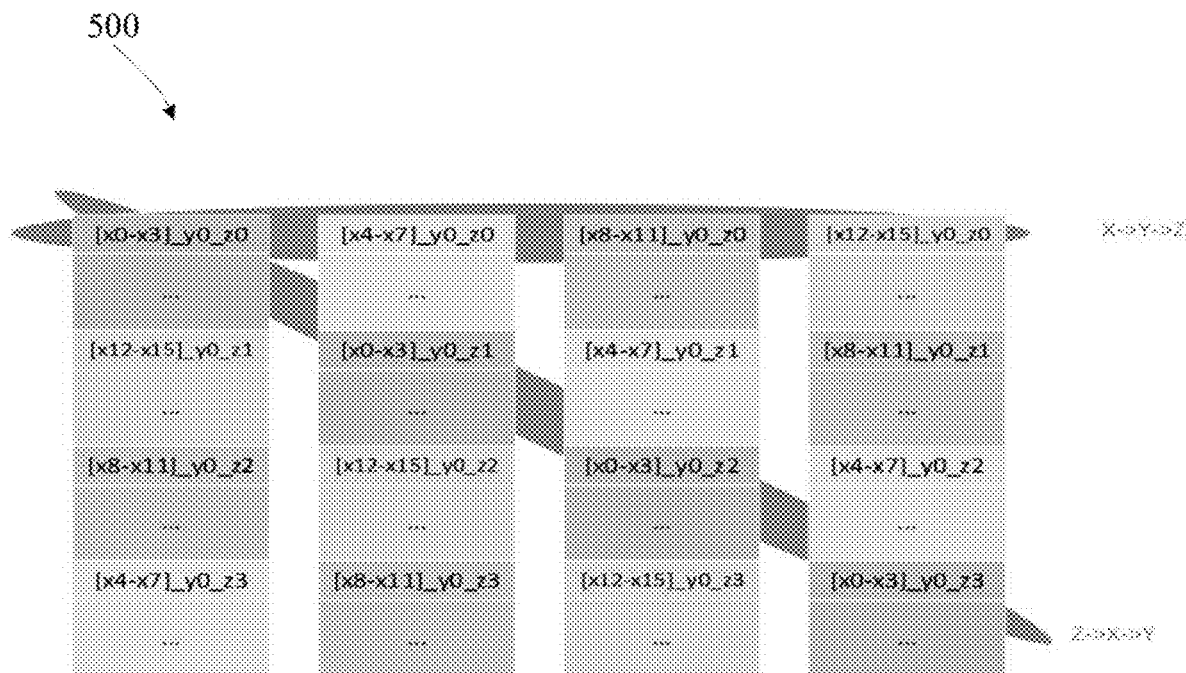 500
[x0-x3]_y0_z0 [x4-x7]_y0_z0 [x8-x11]_y0_z0 [x12-x15]_y0_z0 X->Y->Z
... ... ... ...
[x12-x15]_y0_z1 [x0-x3]_y0_z1 [x4-x7]_y0_z1 [x8-x11]_y0_z1
... ... ... ...
[x8-x11]_y0_z2 [x12-x15]_y0_z2 [x0-x3]_y0_z2 [x4-x7]_y0_z2
... ... ... ...
[x4-x7]_y0_z3 [x8-x11]_y0_z3 [x12-x15]_y0_z3 [x0-x3]_y0_z3
... ... ... ... Z->X->Y